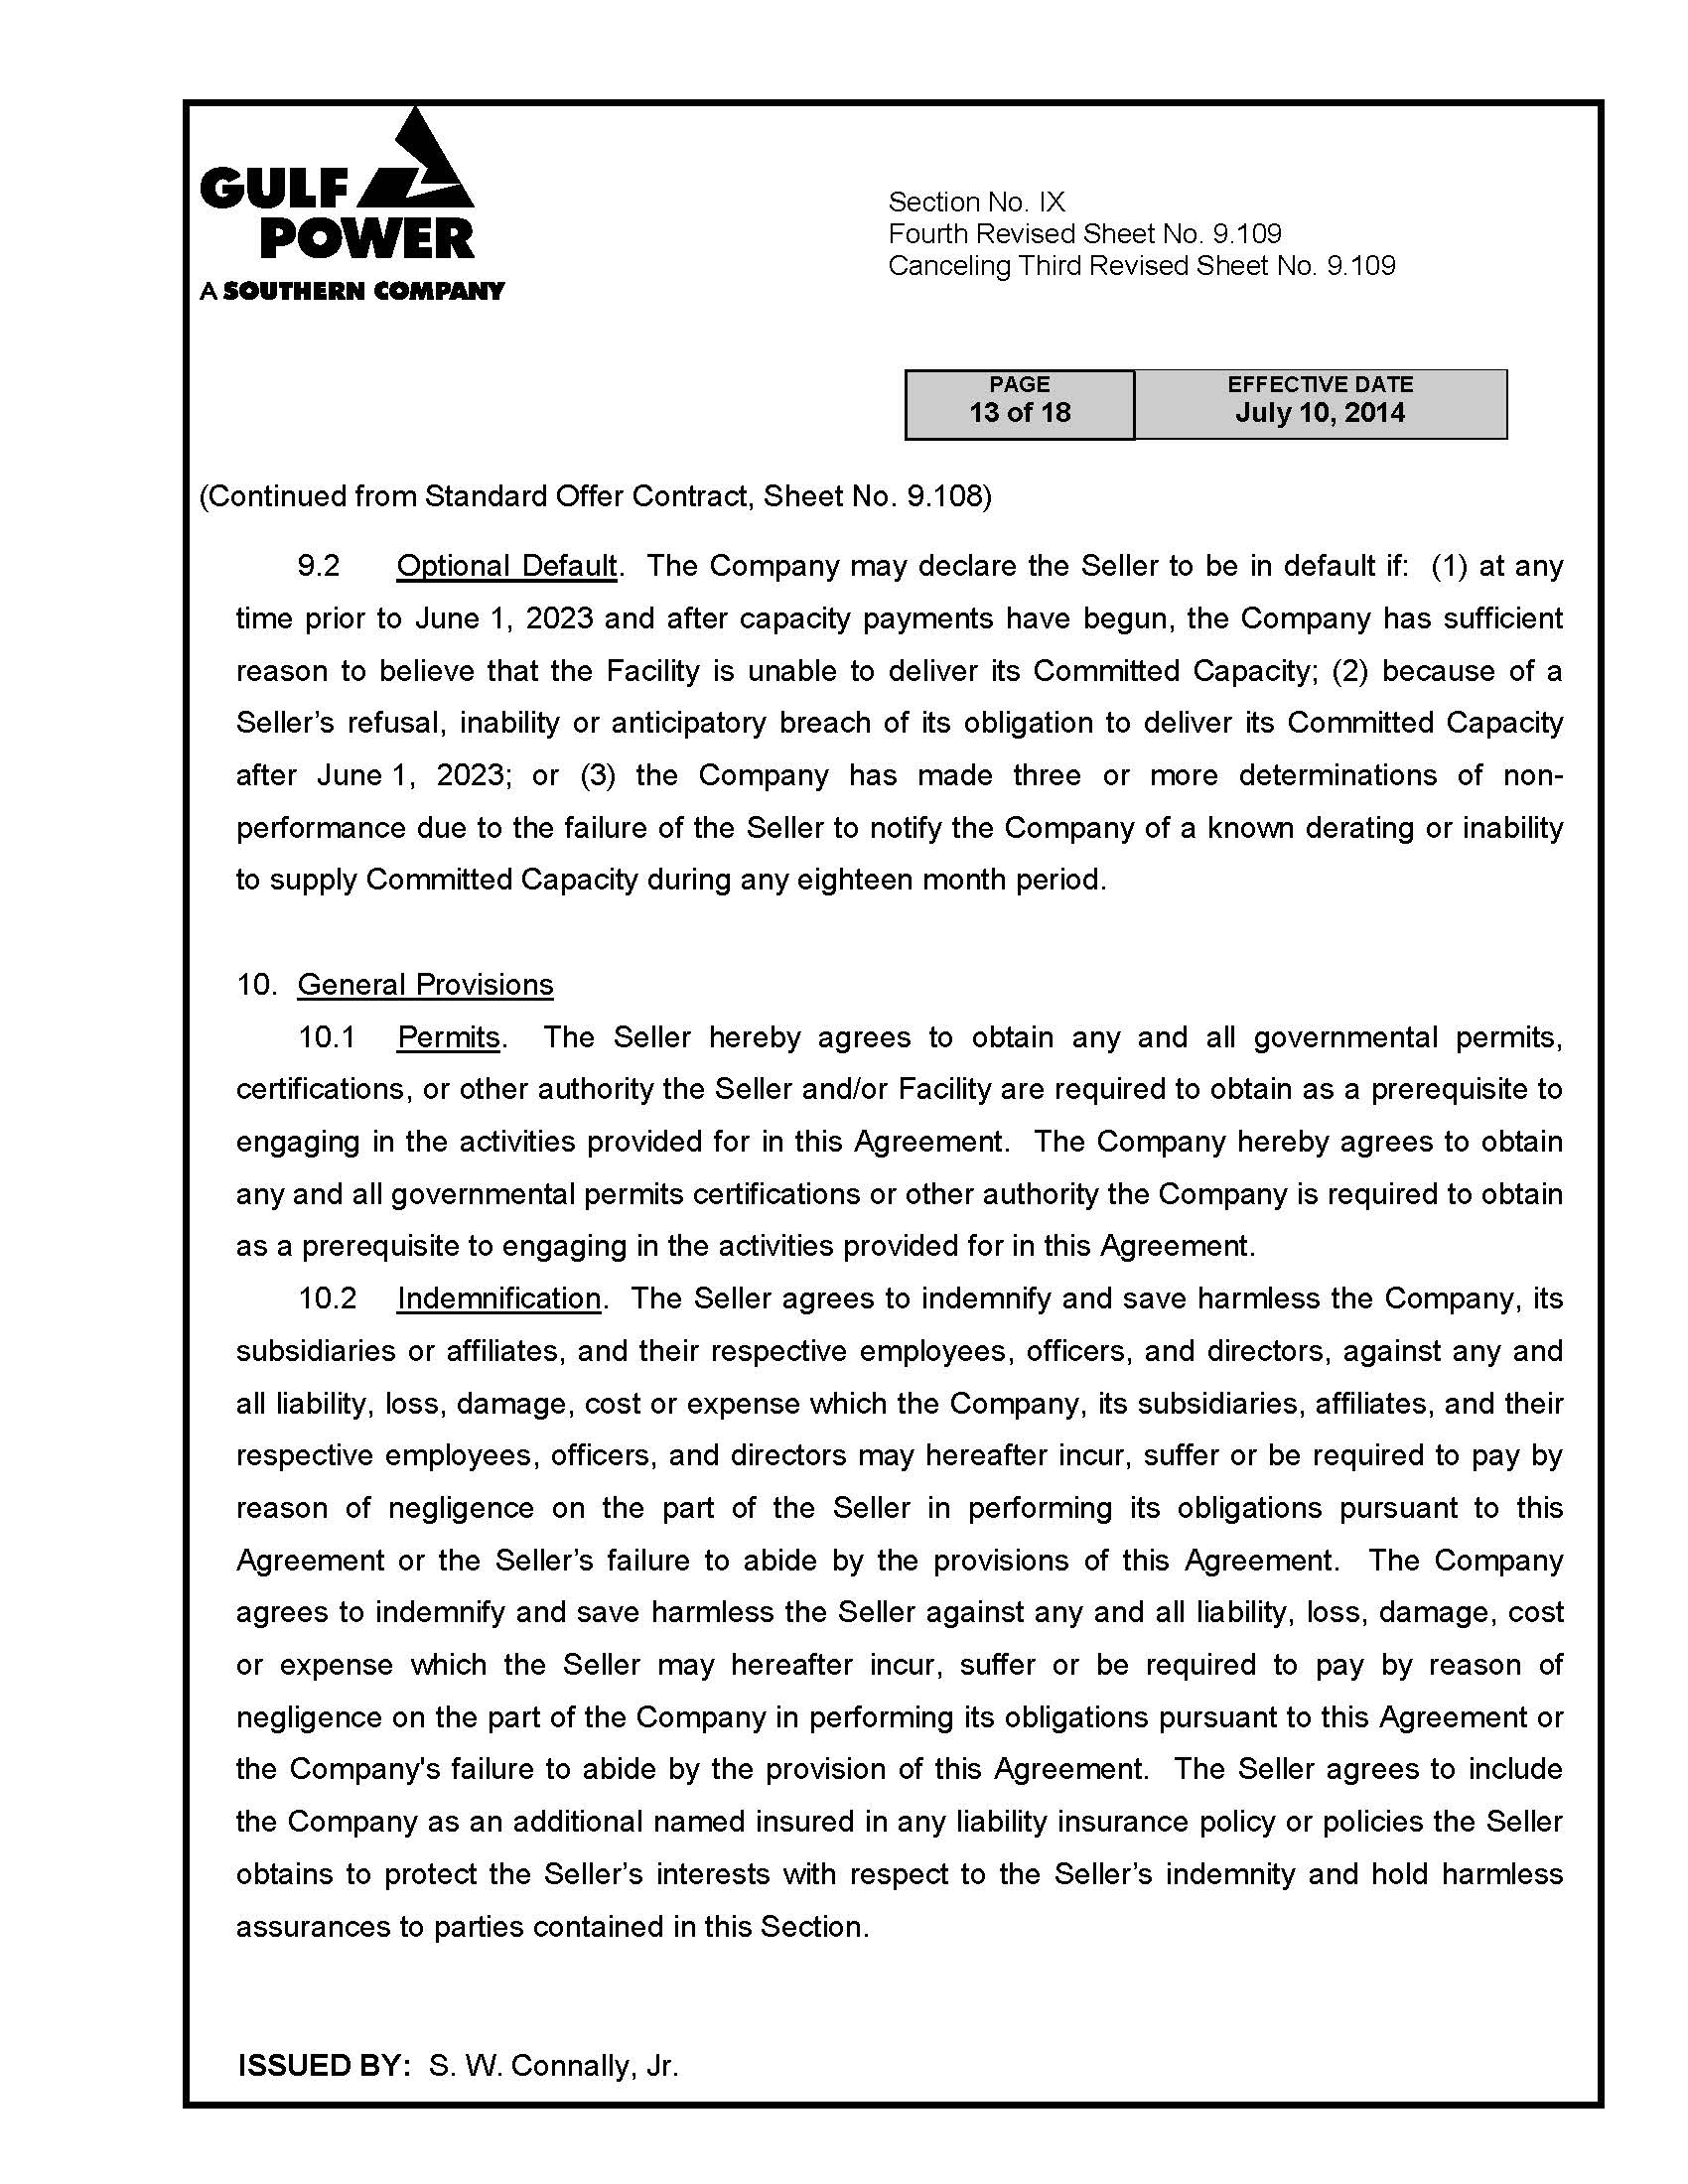 GULF
POWER
A SOUTHERN COMPANY
Section No. IX
Fourth Revised Sheet No. 9.109
Canceling Third Revised Sheet No. 9.109
PAGE
13 of 18
EFFECTIVE DATE
July 10, 2014
(Continued from Standard Offer Contract, Sheet No. 9.108)
9.2 Optional Default. The Company may declare the Seller to be in default if: (1) at any
time prior to June 1, 2023 and after capacity payments have begun, the Company has sufficient
reason to believe that the Facility is unable to deliver its Committed Capacity; (2) because of a
Seller’s refusal, inability or anticipatory breach of its obligation to deliver its Committed Capacity
after June 1, 2023; or (3) the Company has made three or more determinations of non-
performance due to the failure of the Seller to notify the Company of a known derating or inability
to supply Committed Capacity during any eighteen month period.
10. General Provisions
10.1 Permits. The Seller hereby agrees to obtain any and all governmental permits,
certifications, or other authority the Seller and/or Facility are required to obtain as a prerequisite to
engaging in the activities provided for in this Agreement. The Company hereby agrees to obtain
any and all governmental permits certifications or other authority the Company is required to obtain
as a prerequisite to engaging in the activities provided for in this Agreement.
10.2 Indemnification. The Seller agrees to indemnify and save harmless the Company, its
subsidiaries or affiliates, and their respective employees, officers, and directors, against any and
all liability, loss, damage, cost or expense which the Company, its subsidiaries, affiliates, and their
respective employees, officers, and directors may hereafter incur, suffer or be required to pay by
reason of negligence on the part of the Seller in performing its obligations pursuant to this
Agreement or the Seller’s failure to abide by the provisions of this Agreement. The Company
agrees to indemnify and save harmless the Seller against any and all liability, loss, damage, cost
or expense which the Seller may hereafter incur, suffer or be required to pay by reason of
negligence on the part of the Company in performing its obligations pursuant to this Agreement or
the Company's failure to abide by the provision of this Agreement. The Seller agrees to include
the Company as an additional named insured in any liability insurance policy or policies the Seller
obtains to protect the Seller’s interests with respect to the Seller’s indemnity and hold harmless
assurances to parties contained in this Section.
ISSUED BY: S. W. Connally, Jr.